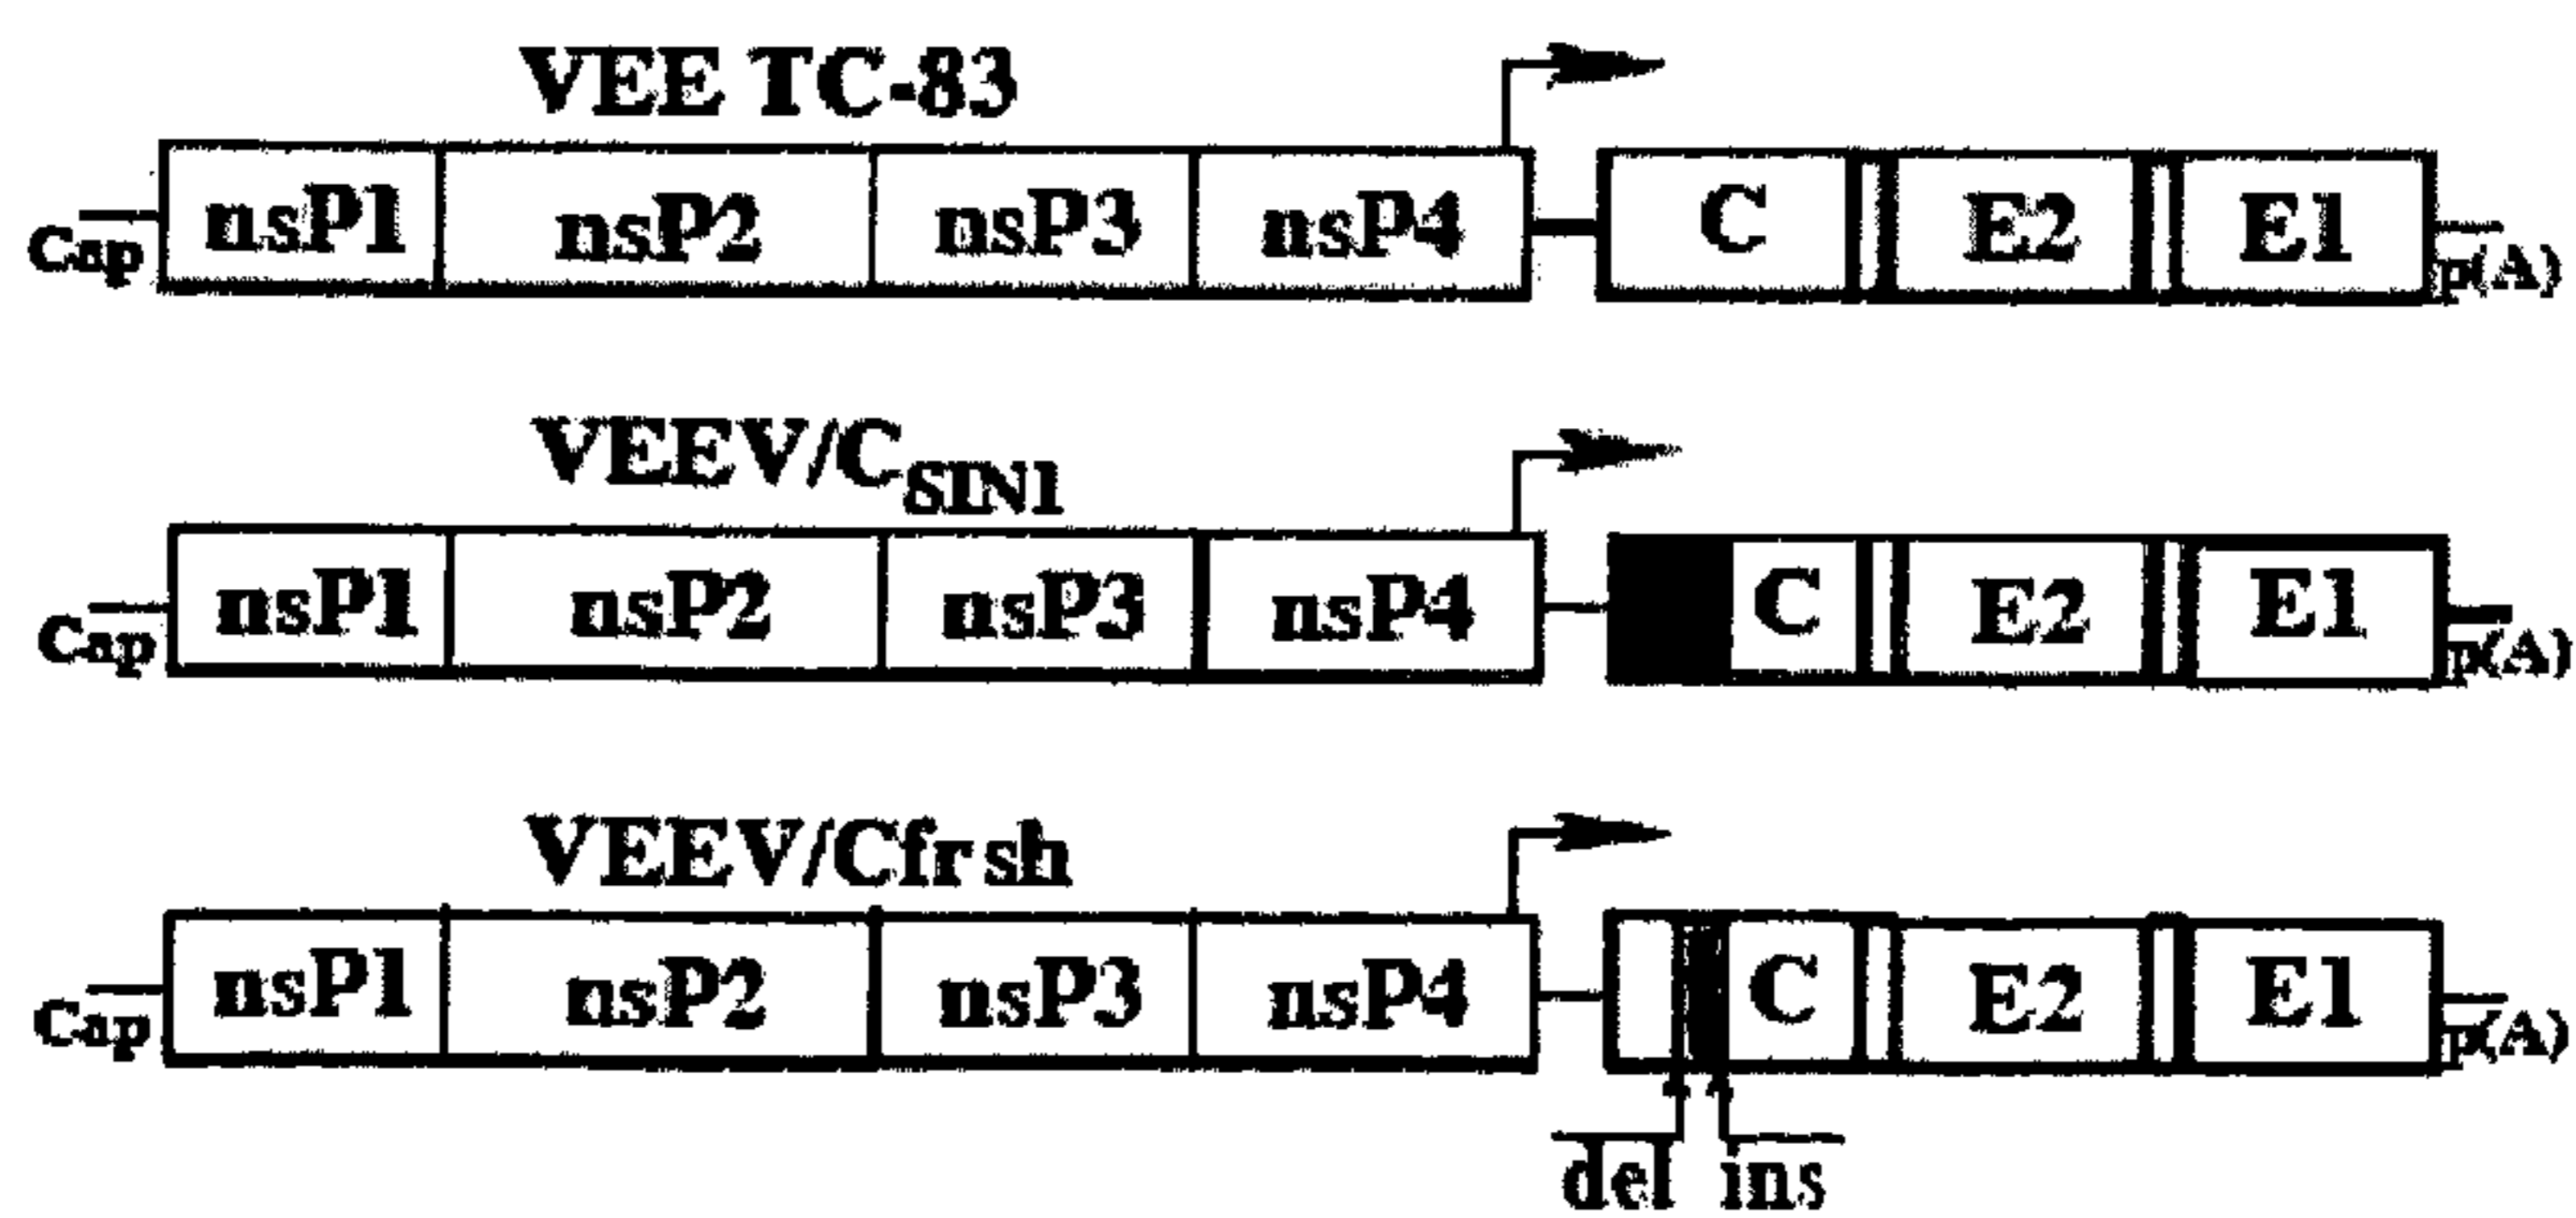 VEE TC-83
Cap nsP1 nsP2 nsP3 nsP4 C E2 E1 p(A)
VEEV/CSIN1
Cap nsP1 nsP2 nsP3 nsP4 C E2 E1 p(A)
VEEV/Cfrsh
Cap nsP1 nsP2 nsP3 nsP4 C E2 E1 p(A)
del ins